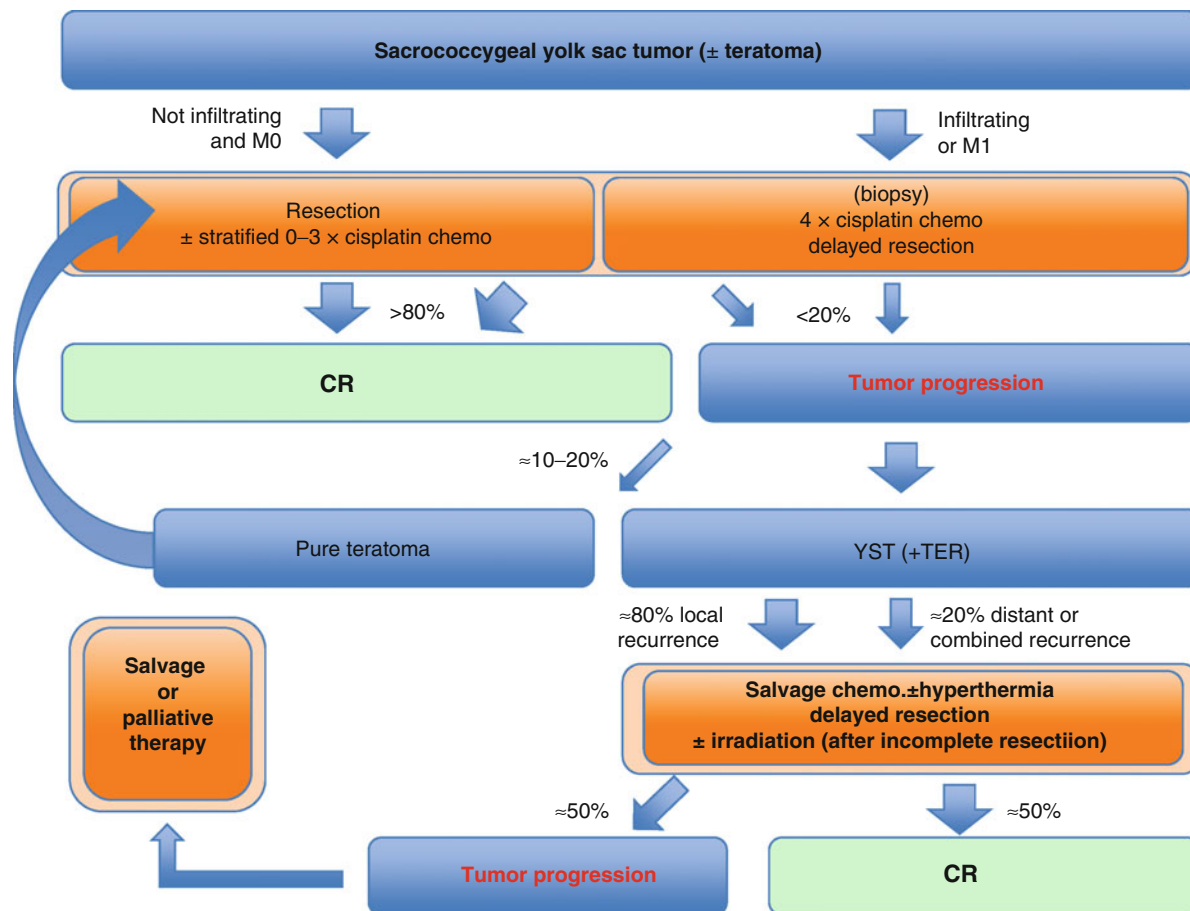 Sacrococcygeal yolk sac tumor (± teratoma)
Not infiltrating
and M0
Infiltrating
or M1
Resection
± stratified 0–3 × cisplatin chemo
(biopsy)
4 × cisplatin chemo
delayed resection
>80%
<20%
CR
Tumor progression
≈10–20%
Pure teratoma
YST (+TER)
≈80% local
recurrence
≈20% distant or
combined recurrence
Salvage
or
palliative
therapy
Salvage chemo.±hyperthermia
delayed resection
± irradiation (after incomplete resectiion)
≈50%
≈50%
Tumor progression
CR